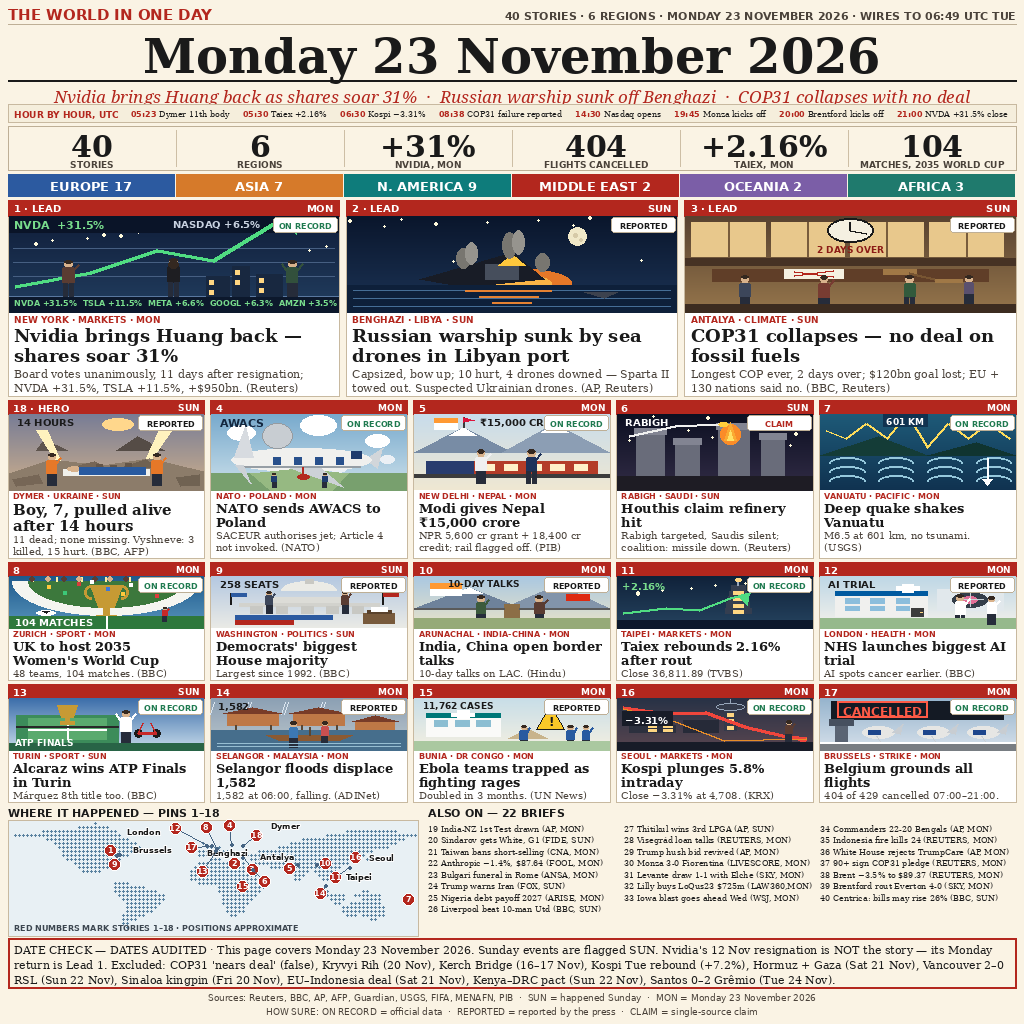 THE WORLD IN ONE DAY
40 STORIES · 6 REGIONS · MONDAY 23 NOVEMBER 2026 · WIRES TO 06:49 UTC TUE
Monday 23 November 2026
Nvidia brings Huang back as shares soar 31% · Russian warship sunk off Benghazi · COP31 collapses with no deal
HOUR BY HOUR, UTC 05:23 Dymer 11th body 05:30 Taiex +2.16% 06:30 Kospi −3.31% 08:38 COP31 failure reported 14:30 Nasdaq opens 19:45 Monza kicks off 20:00 Brentford kicks off 21:00 NVDA +31.5% close
40 6 +31% 404 +2.16% 104
STORIES REGIONS NVIDIA, MON FLIGHTS CANCELLED TAIEX, MON MATCHES, 2035 WORLD CUP
EUROPE 17 ASIA 7 N. AMERICA 9 MIDDLE EAST 2 OCEANIA 2 AFRICA 3
1 · LEAD MON
NVDA +31.5% NASDAQ +6.5% ON RECORD
NVDA +31.5% TSLA +11.5% META +6.6% GOOGL +6.3% AMZN +3.5%
NEW YORK · MARKETS · MON
Nvidia brings Huang back —
shares soar 31%
Board votes unanimously, 11 days after resignation;
NVDA +31.5%, TSLA +11.5%, +$950bn. (Reuters)
2 · LEAD SUN
REPORTED
BENGHAZI · LIBYA · SUN
Russian warship sunk by sea
drones in Libyan port
Capsized, bow up; 10 hurt, 4 drones downed — Sparta II
towed out. Suspected Ukrainian drones. (AP, Reuters)
3 · LEAD SUN
REPORTED
2 DAYS OVER
ANTALYA · CLIMATE · SUN
COP31 collapses — no deal on
fossil fuels
Longest COP ever, 2 days over; $120bn goal lost; EU +
130 nations said no. (BBC, Reuters)
18 · HERO SUN
14 HOURS REPORTED
DYMER · UKRAINE · SUN
Boy, 7, pulled alive
after 14 hours
11 dead; none missing. Vyshneve: 3
killed, 15 hurt. (BBC, AFP)
4 MON
AWACS ON RECORD
NATO · POLAND · MON
NATO sends AWACS to
Poland
SACEUR authorises jet; Article 4
not invoked. (NATO)
5 MON
₹15,000 CR ON RECORD
NEW DELHI · NEPAL · MON
Modi gives Nepal
₹15,000 crore
NPR 5,600 cr grant + 18,400 cr
credit; rail flagged off. (PIB)
6 SUN
RABIGH CLAIM
RABIGH · SAUDI · SUN
Houthis claim refinery
hit
Rabigh targeted, Saudis silent;
coalition: missile down. (Reuters)
7 MON
601 KM ON RECORD
VANUATU · PACIFIC · MON
Deep quake shakes
Vanuatu
M6.5 at 601 km, no tsunami.
(USGS)
8 MON
ON RECORD
104 MATCHES
ZURICH · SPORT · MON
UK to host 2035
Women's World Cup
48 teams, 104 matches. (BBC)
9 SUN
258 SEATS REPORTED
WASHINGTON · POLITICS · SUN
Democrats' biggest
House majority
Largest since 1992. (BBC)
10 MON
10-DAY TALKS REPORTED
ARUNACHAL · INDIA-CHINA · MON
India, China open border
talks
10-day talks on LAC. (Hindu)
11 MON
+2.16% ON RECORD
TAIPEI · MARKETS · MON
Taiex rebounds 2.16%
after rout
Close 36,811.89 (TVBS)
12 MON
AI TRIAL REPORTED
LONDON · HEALTH · MON
NHS launches biggest AI
trial
AI spots cancer earlier. (BBC)
13 SUN
ON RECORD
ATP FINALS
TURIN · SPORT · SUN
Alcaraz wins ATP Finals
in Turin
Márquez 8th title too. (BBC)
14 MON
1,582 REPORTED
SELANGOR · MALAYSIA · MON
Selangor floods displace
1,582
1,582 at 06:00, falling. (ADINet)
15 MON
11,762 CASES REPORTED
BUNIA · DR CONGO · MON
Ebola teams trapped as
fighting rages
Doubled in 3 months. (UN News)
16 MON
−3.31% ON RECORD
SEOUL · MARKETS · MON
Kospi plunges 5.8%
intraday
Close −3.31% at 4,708. (KRX)
17 MON
CANCELLED ON RECORD
BRUSSELS · STRIKE · MON
Belgium grounds all
flights
404 of 429 cancelled 07:00–21:00.
WHERE IT HAPPENED — PINS 1–18
London Dymer
Brussels Benghazi Antalya Seoul
Taipei
RED NUMBERS MARK STORIES 1–18 · POSITIONS APPROXIMATE
ALSO ON — 22 BRIEFS
19 India-NZ 1st Test drawn (AP, MON)
20 Sindarov gets White, G1 (FIDE, SUN)
21 Taiwan bans short-selling (CNA, MON)
22 Anthropic −1.4%, $87.64 (FOOL, MON)
23 Bulgari funeral in Rome (ANSA, MON)
24 Trump warns Iran (FOX, SUN)
25 Nigeria debt payoff 2027 (ARISE, MON)
26 Liverpool beat 10-man Utd (BBC, SUN)
27 Thitikul wins 3rd LPGA (AP, SUN)
28 Visegrad loan talks (REUTERS, MON)
29 Trump hush bid revived (AP, MON)
30 Monza 3-0 Fiorentina (LIVESCORE, MON)
31 Levante draw 1-1 with Elche (SKY, MON)
32 Lilly buys LoQus23 $725m (LAW360,MON)
33 Iowa blast goes ahead Wed (WSJ, MON)
34 Commanders 22-20 Bengals (AP, MON)
35 Indonesia fire kills 24 (REUTERS, MON)
36 White House rejects TrumpCare (AP, MON)
37 90+ sign COP31 pledge (REUTERS, MON)
38 Brent −3.5% to $89.37 (REUTERS, MON)
39 Brentford rout Everton 4-0 (SKY, MON)
40 Centrica: bills may rise 26% (BBC, SUN)
DATE CHECK — DATES AUDITED · This page covers Monday 23 November 2026. Sunday events are flagged SUN. Nvidia's 12 Nov resignation is NOT the story — its Monday
return is Lead 1. Excluded: COP31 'nears deal' (false), Kryvyi Rih (20 Nov), Kerch Bridge (16–17 Nov), Kospi Tue rebound (+7.2%), Hormuz + Gaza (Sat 21 Nov), Vancouver 2–0
RSL (Sun 22 Nov), Sinaloa kingpin (Fri 20 Nov), EU–Indonesia deal (Sat 21 Nov), Kenya–DRC pact (Sun 22 Nov), Santos 0–2 Grêmio (Tue 24 Nov).
Sources: Reuters, BBC, AP, AFP, Guardian, USGS, FIFA, MENAFN, PIB · SUN = happened Sunday · MON = Monday 23 November 2026
HOW SURE: ON RECORD = official data · REPORTED = reported by the press · CLAIM = single-source claim